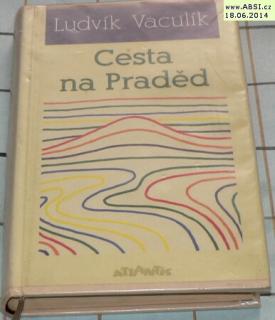 www.ABSI.cz
18.06.2014
Ludvík Vaculík
Cesta
na Praděd
ATLANTIS